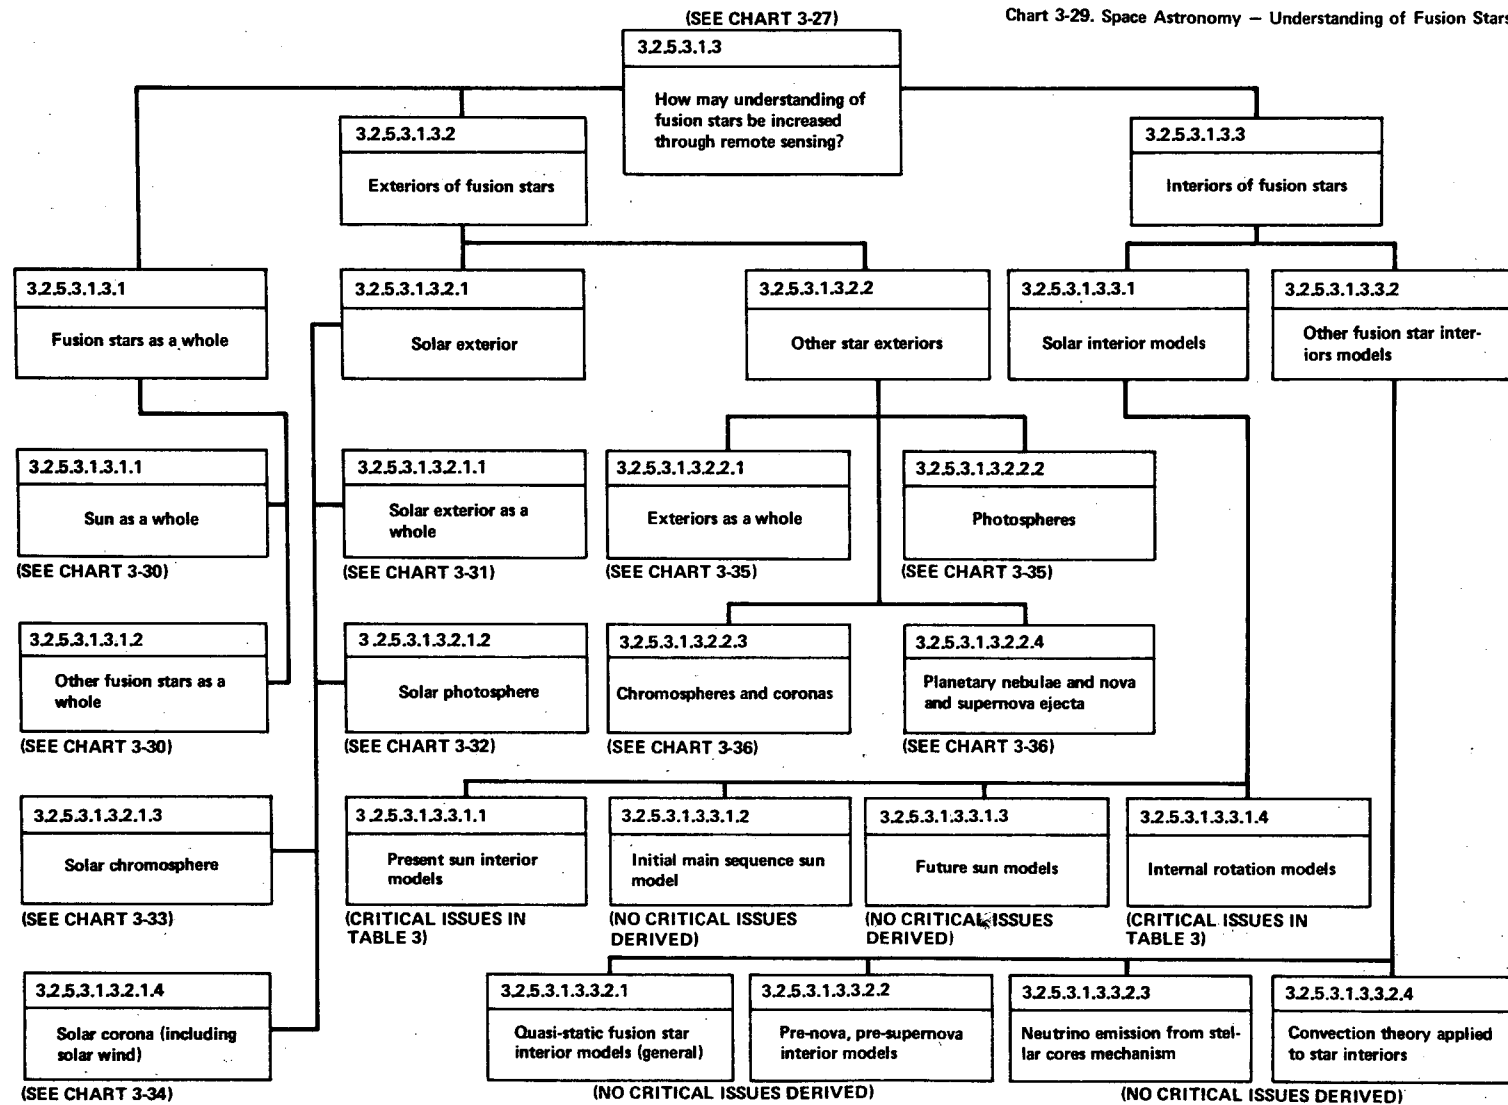 (SEE CHART 3-27)
Chart 3-29. Space Astronomy — Understanding of Fusion Stars
3.2.5.3.1.3
How may understanding of
fusion stars be increased
through remote sensing?
3.2.5.3.1.3.2
Exteriors of fusion stars
3.2.5.3.1.3.3
Interiors of fusion stars
3.2.5.3.1.3.1
Fusion stars as a whole
3.2.5.3.1.3.2.1
Solar exterior
3.2.5.3.1.3.2.2
Other star exteriors
3.2.5.3.1.3.3.1
Solar interior models
3.2.5.3.1.3.3.2
Other fusion star inter-
iors models
3.2.5.3.1.3.1.1
Sun as a whole
(SEE CHART 3-30)
3.2.5.3.1.3.2.1.1
Solar exterior as a
whole
(SEE CHART 3-31)
3.2.5.3.1.3.2.2.1
Exteriors as a whole
(SEE CHART 3-35)
3.2.5.3.1.3.2.2.2
Photospheres
(SEE CHART 3-35)
3.2.5.3.1.3.1.2
Other fusion stars as a
whole
(SEE CHART 3-30)
3.2.5.3.1.3.2.1.2
Solar photosphere
(SEE CHART 3-32)
3.2.5.3.1.3.2.2.3
Chromospheres and coronas
(SEE CHART 3-36)
3.2.5.3.1.3.2.2.4
Planetary nebulae and nova
and supernova ejecta
(SEE CHART 3-36)
3.2.5.3.1.3.2.1.3
Solar chromosphere
(SEE CHART 3-33)
3.2.5.3.1.3.3.1.1
Present sun interior
models
(CRITICAL ISSUES IN
TABLE 3)
3.2.5.3.1.3.3.1.2
Initial main sequence sun
model
(NO CRITICAL ISSUES
DERIVED)
3.2.5.3.1.3.3.1.3
Future sun models
(NO CRITICAL ISSUES
DERIVED)
3.2.5.3.1.3.3.1.4
Internal rotation models
(CRITICAL ISSUES IN
TABLE 3)
3.2.5.3.1.3.2.1.4
Solar corona (including
solar wind)
(SEE CHART 3-34)
3.2.5.3.1.3.3.2.1
Quasi-static fusion star
interior models (general)
3.2.5.3.1.3.3.2.2
Pre-nova, pre-supernova
interior models
(NO CRITICAL ISSUES DERIVED)
3.2.5.3.1.3.3.2.3
Neutrino emission from stel-
lar cores mechanism
3.2.5.3.1.3.3.2.4
Convection theory applied
to star interiors
(NO CRITICAL ISSUES DERIVED)